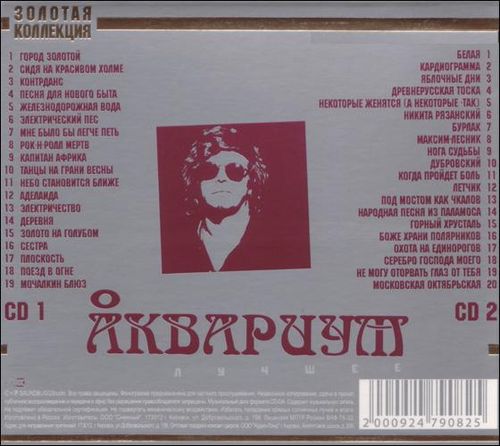 ЗОЛОТАЯ
КОЛЛЕКЦИЯ
1 ГОРОД ЗОЛОТОЙ
2 СИДЯ НА КРАСИВОМ ХОЛМЕ
3 КОНТРДАНС
4 ПЕСНЯ ДЛЯ НОВОГО БЫТА
5 ЖЕЛЕЗНОДОРОЖНАЯ ВОДА
6 ЭЛЕКТРИЧЕСКИЙ ПЕС
7 МНЕ БЫЛО БЫ ЛЕГЧЕ ПЕТЬ
8 РОК-Н-РОЛЛ МЕРТВ
9 КАПИТАН АФРИКА
10 ТАНЦЫ НА ГРАНИ ВЕСНЫ
11 НЕБО СТАНОВИТСЯ БЛИЖЕ
12 АДЕЛАИДА
13 ЭЛЕКТРИЧЕСТВО
14 ДЕРЕВНЯ
15 ЗОЛОТО НА ГОЛУБОМ
16 СЕСТРА
17 ПЛОСКОСТЬ
18 ПОЕЗД В ОГНЕ
19 МОЧАЛКИН БЛЮЗ
CD 1
БЕЛАЯ 1
КАРДИОГРАММА 2
ЯБЛОЧНЫЕ ДНИ 3
ДРЕВНЕРУССКАЯ ТОСКА 4
НЕКОТОРЫЕ ЖЕНЯТСЯ (А НЕКОТОРЫЕ -ТАК) 5
НИКИТА РЯЗАНСКИЙ 6
БУРЛАК 7
МАКСИМ-ЛЕСНИК 8
НОГА СУДЬБЫ 9
ДУБРОВСКИЙ 10
КОГДА ПРОЙДЕТ БОЛЬ 11
ЛЕТЧИК 12
ПОД МОСТОМ КАК ЧКАЛОВ 13
НАРОДНАЯ ПЕСНЯ ИЗ ПАЛАМОСА 14
ГОРНЫЙ ХРУСТАЛЬ 15
БОЖЕ ХРАНИ ПОЛЯРНИКОВ 16
ОХОТА НА ЕДИНОРОГОВ 17
СЕРЕБРО ГОСПОДА МОЕГО 18
НЕ МОГУ ОТОРВАТЬ ГЛАЗ ОТ ТЕБЯ 19
МОСКОВСКАЯ ОКТЯБРЬСКАЯ 20
CD 2
АКВАРИУМ
ЛУЧШЕЕ
2 000924 790825